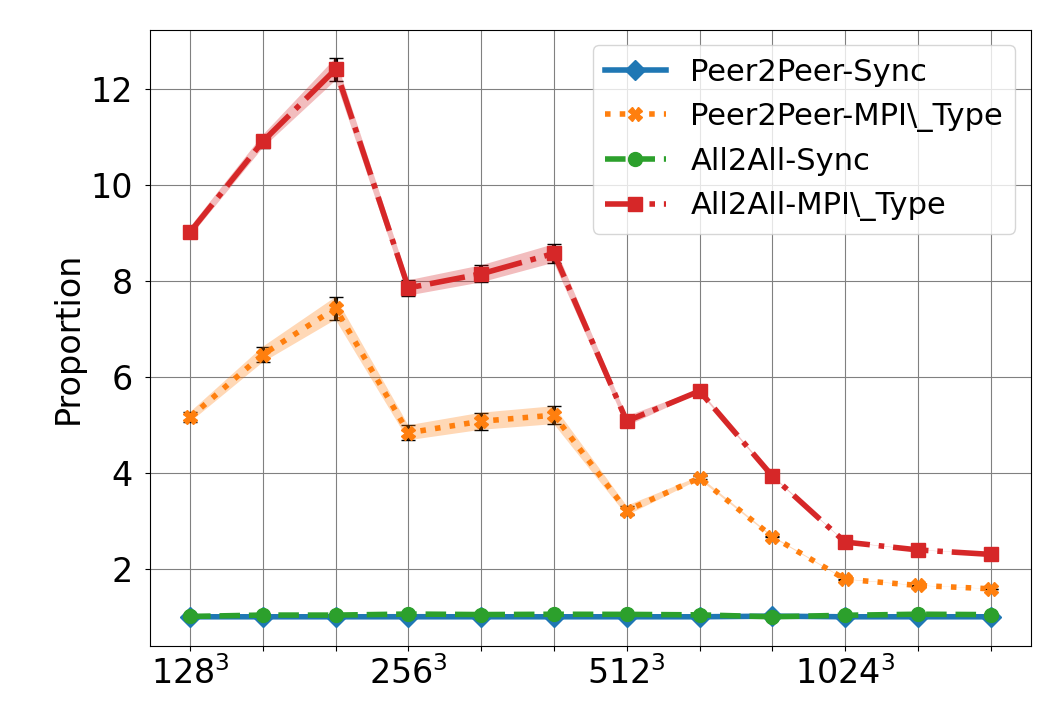 Proportion
12
10
8
6
4
2
128³
256³
512³
1024³
Peer2Peer-Sync
Peer2Peer-MPI\_Type
All2All-Sync
All2All-MPI\_Type